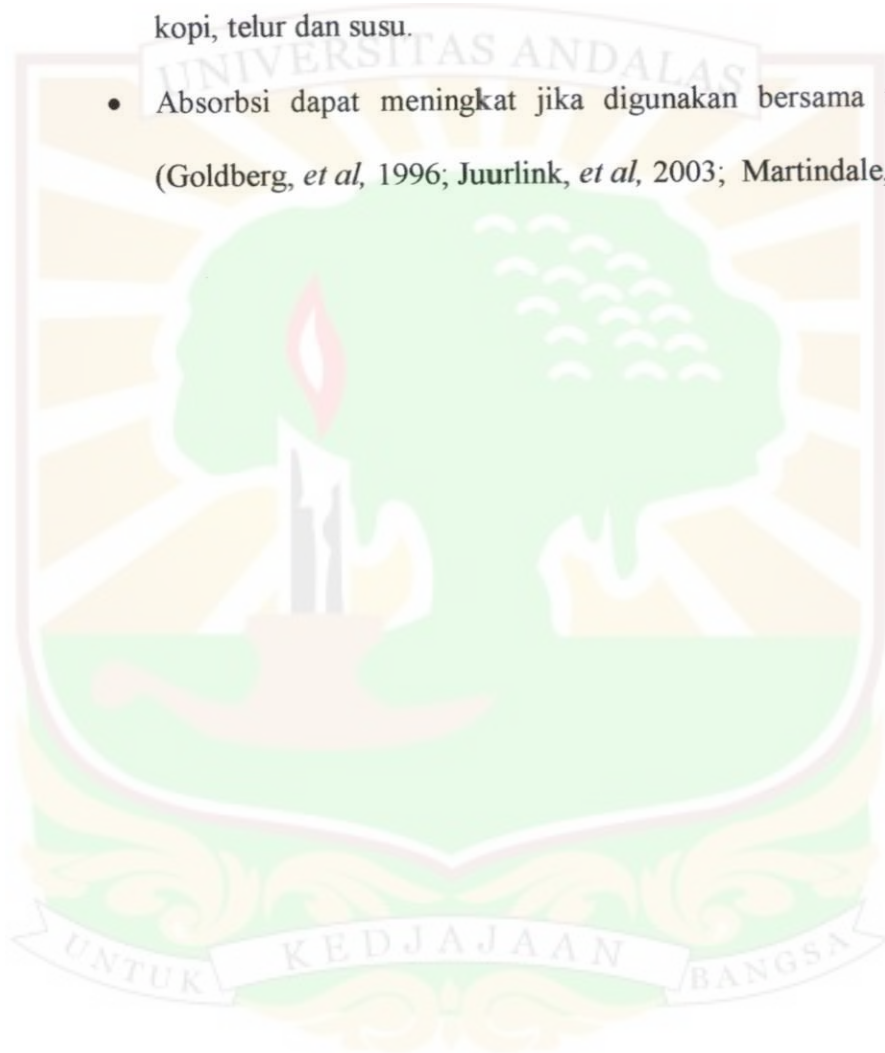 kopi, telur dan susu.
UNIVERSITAS ANDALAS
• Absorbsi dapat meningkat jika digunakan bersama
(Goldberg, et al, 1996; Juurlink, et al, 2003; Martindale,
UNTUK KEDJAJAAN BANGSA